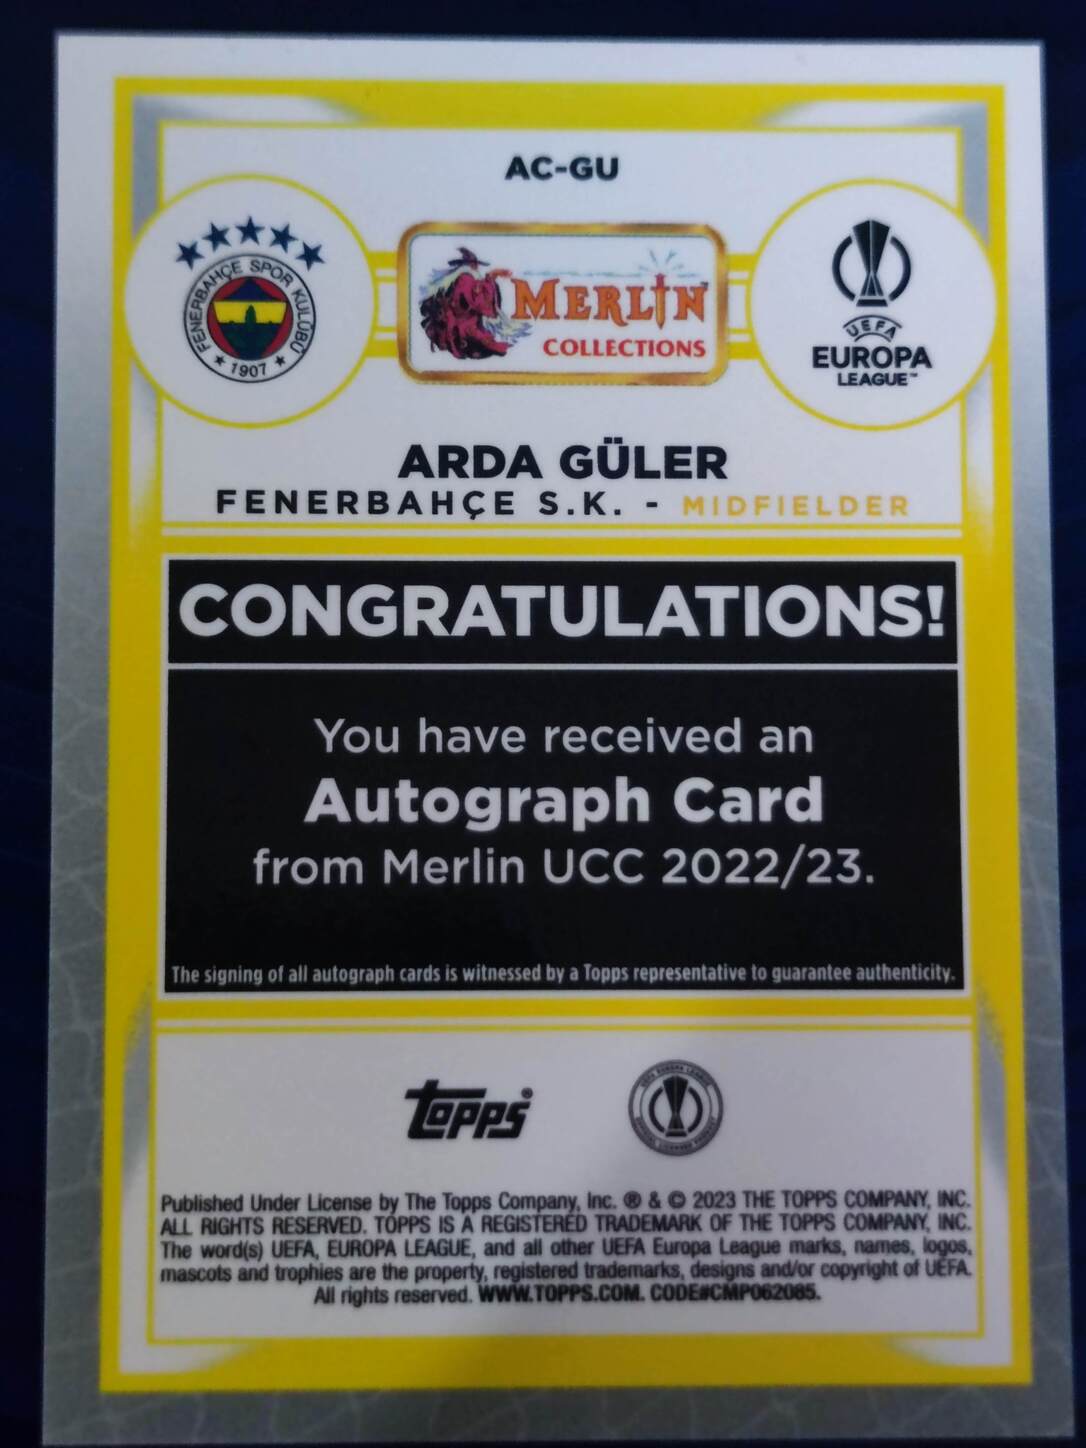 AC-GU
FENERBAHÇE SPOR KULÜBÜ
★ 1907 ★
MERLIN
COLLECTIONS
UEFA
EUROPA
LEAGUE™
ARDA GÜLER
FENERBAHÇE S.K. - MIDFIELDER
CONGRATULATIONS!
You have received an
Autograph Card
from Merlin UCC 2022/23.
The signing of all autograph cards is witnessed by a Topps representative to guarantee authenticity.
topps®
Published Under License by The Topps Company, Inc. ® & © 2023 THE TOPPS COMPANY, INC.
ALL RIGHTS RESERVED. TOPPS IS A REGISTERED TRADEMARK OF THE TOPPS COMPANY, INC.
The word(s) UEFA, EUROPA LEAGUE, and all other UEFA Europa League marks, names, logos,
mascots and trophies are the property, registered trademarks, designs and/or copyright of UEFA.
All rights reserved. WWW.TOPPS.COM. CODE#CMP062085.